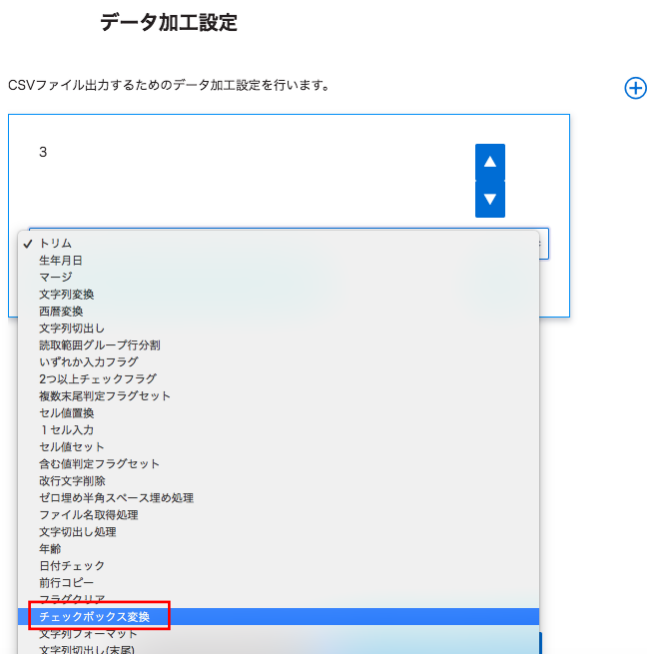 データ加工設定
CSVファイル出力するためのデータ加工設定を行います。
3
トリム
生年月日
マージ
文字列変換
西暦変換
文字列切出し
読取範囲グループ行分割
いずれか入力フラグ
2つ以上チェックフラグ
複数末尾判定フラグセット
セル値置換
１セル入力
セル値セット
含む値判定フラグセット
改行文字削除
ゼロ埋め半角スペース埋め処理
ファイル名取得処理
文字切出し処理
年齢
日付チェック
前行コピー
フラグクリア
チェックボックス変換
文字列フォーマット
文字列切出し(末尾)